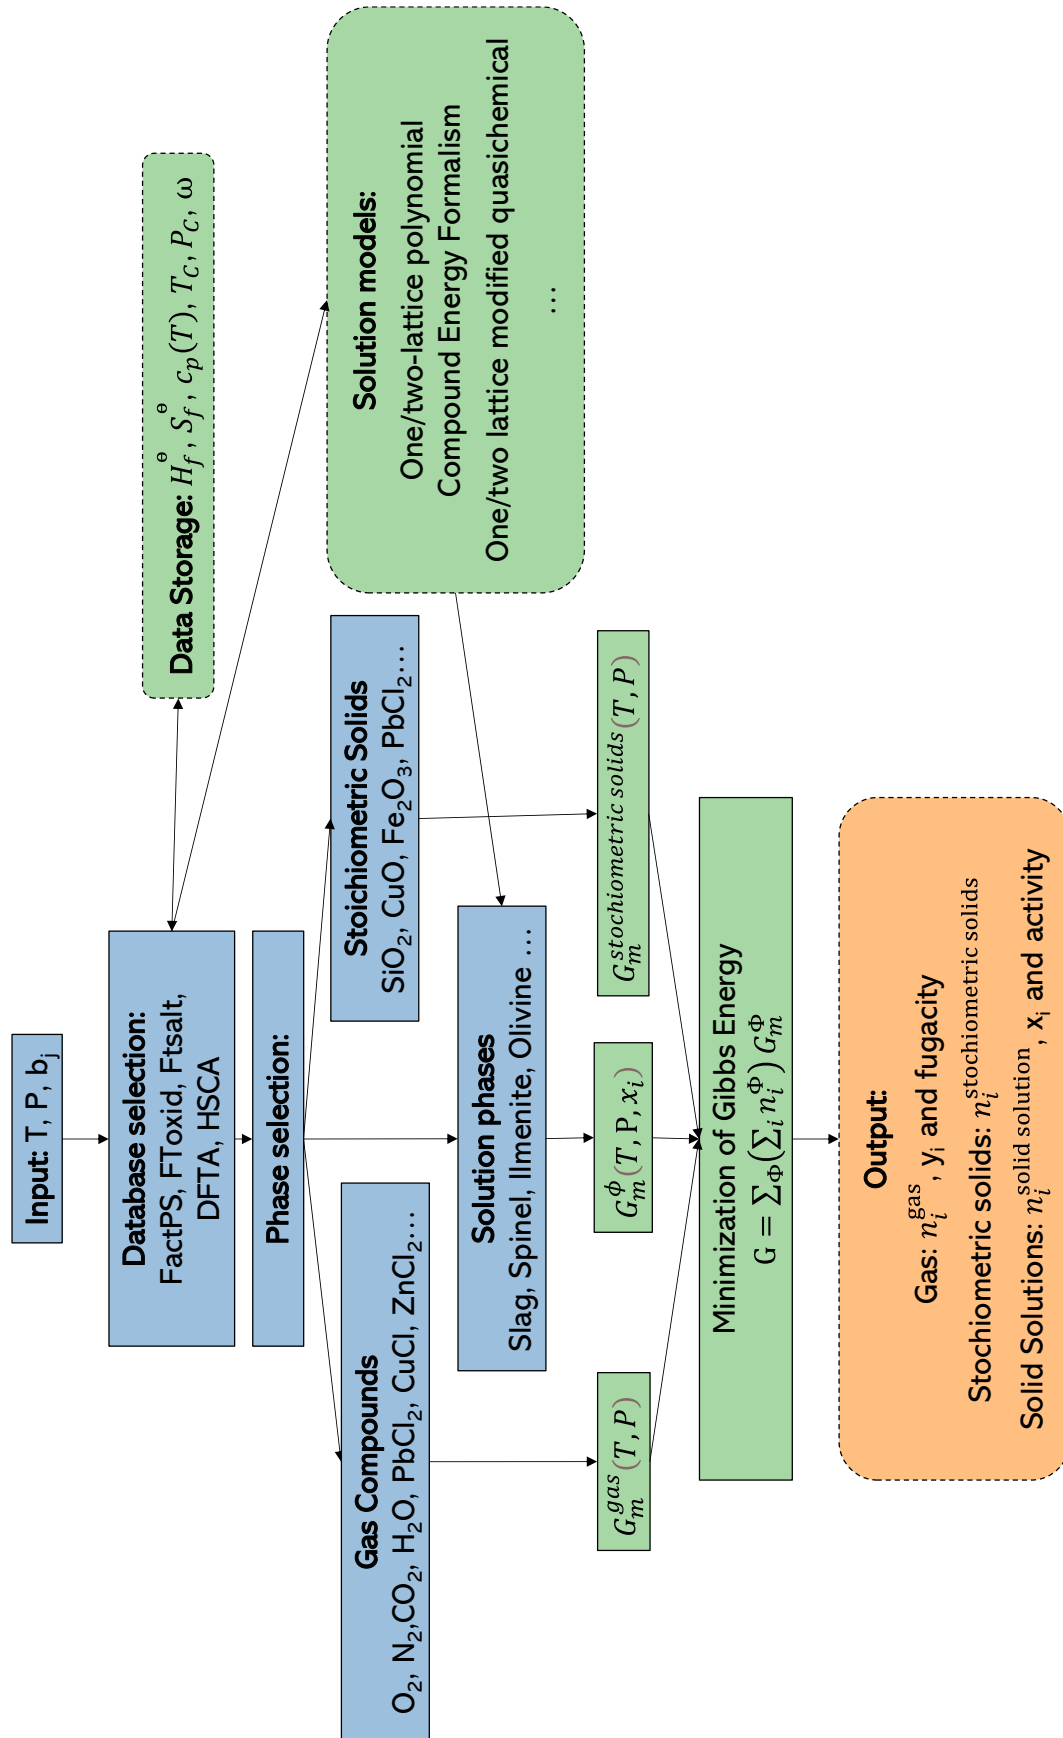 Input: T, P, bⱼ
Database selection:
FactPS, FToxid, Ftsalt,
DFTA, HSCA
Data Storage: H_f^⊖, S_f^⊖, c_p(T), T_C, P_C, ω
Phase selection:
Gas Compounds
O₂, N₂,CO₂, H₂O, PbCl₂, CuCl, ZnCl₂...
Solution phases
Slag, Spinel, Ilmenite, Olivine ...
Stoichiometric Solids
SiO₂, CuO, Fe₂O₃, PbCl₂...
Solution models:
One/two-lattice polynomial
Compound Energy Formalism
One/two lattice modified quasichemical
...
G_m^{gas}(T, P)
G_m^ϕ(T, P, x_i)
G_m^{stochiometric solids}(T, P)
Minimization of Gibbs Energy
G = Σ_Φ(Σ_i n_i^Φ) G_m^Φ
Output:
Gas: n_i^{gas}, y_i and fugacity
Stochiometric solids: n_i^{stochiometric solids}
Solid Solutions: n_i^{solid solution}, x_i and activity